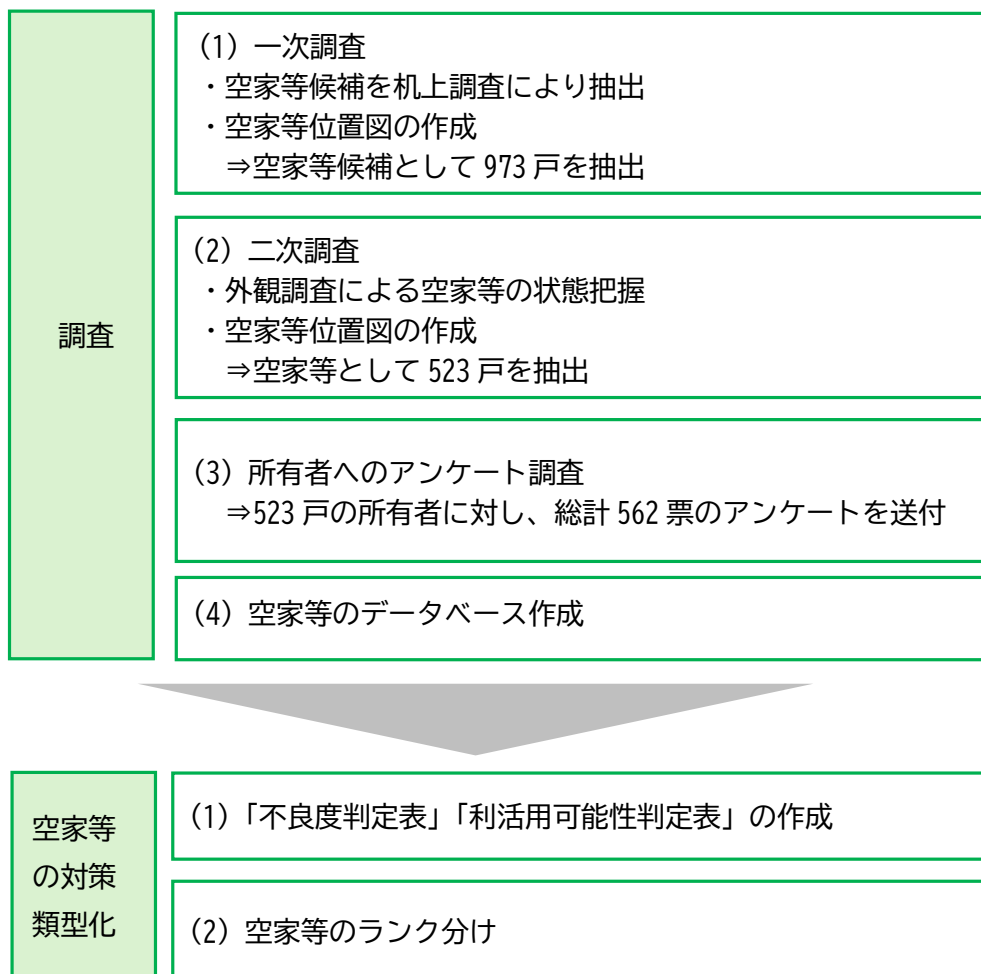 調査
(1) 一次調査
・空家等候補を机上調査により抽出
・空家等位置図の作成
⇒空家等候補として 973 戸を抽出
(2) 二次調査
・外観調査による空家等の状態把握
・空家等位置図の作成
⇒空家等として 523 戸を抽出
(3) 所有者へのアンケート調査
⇒523 戸の所有者に対し、総計 562 票のアンケートを送付
(4) 空家等のデータベース作成
空家等
の対策
類型化
(1)「不良度判定表」「利活用可能性判定表」の作成
(2) 空家等のランク分け